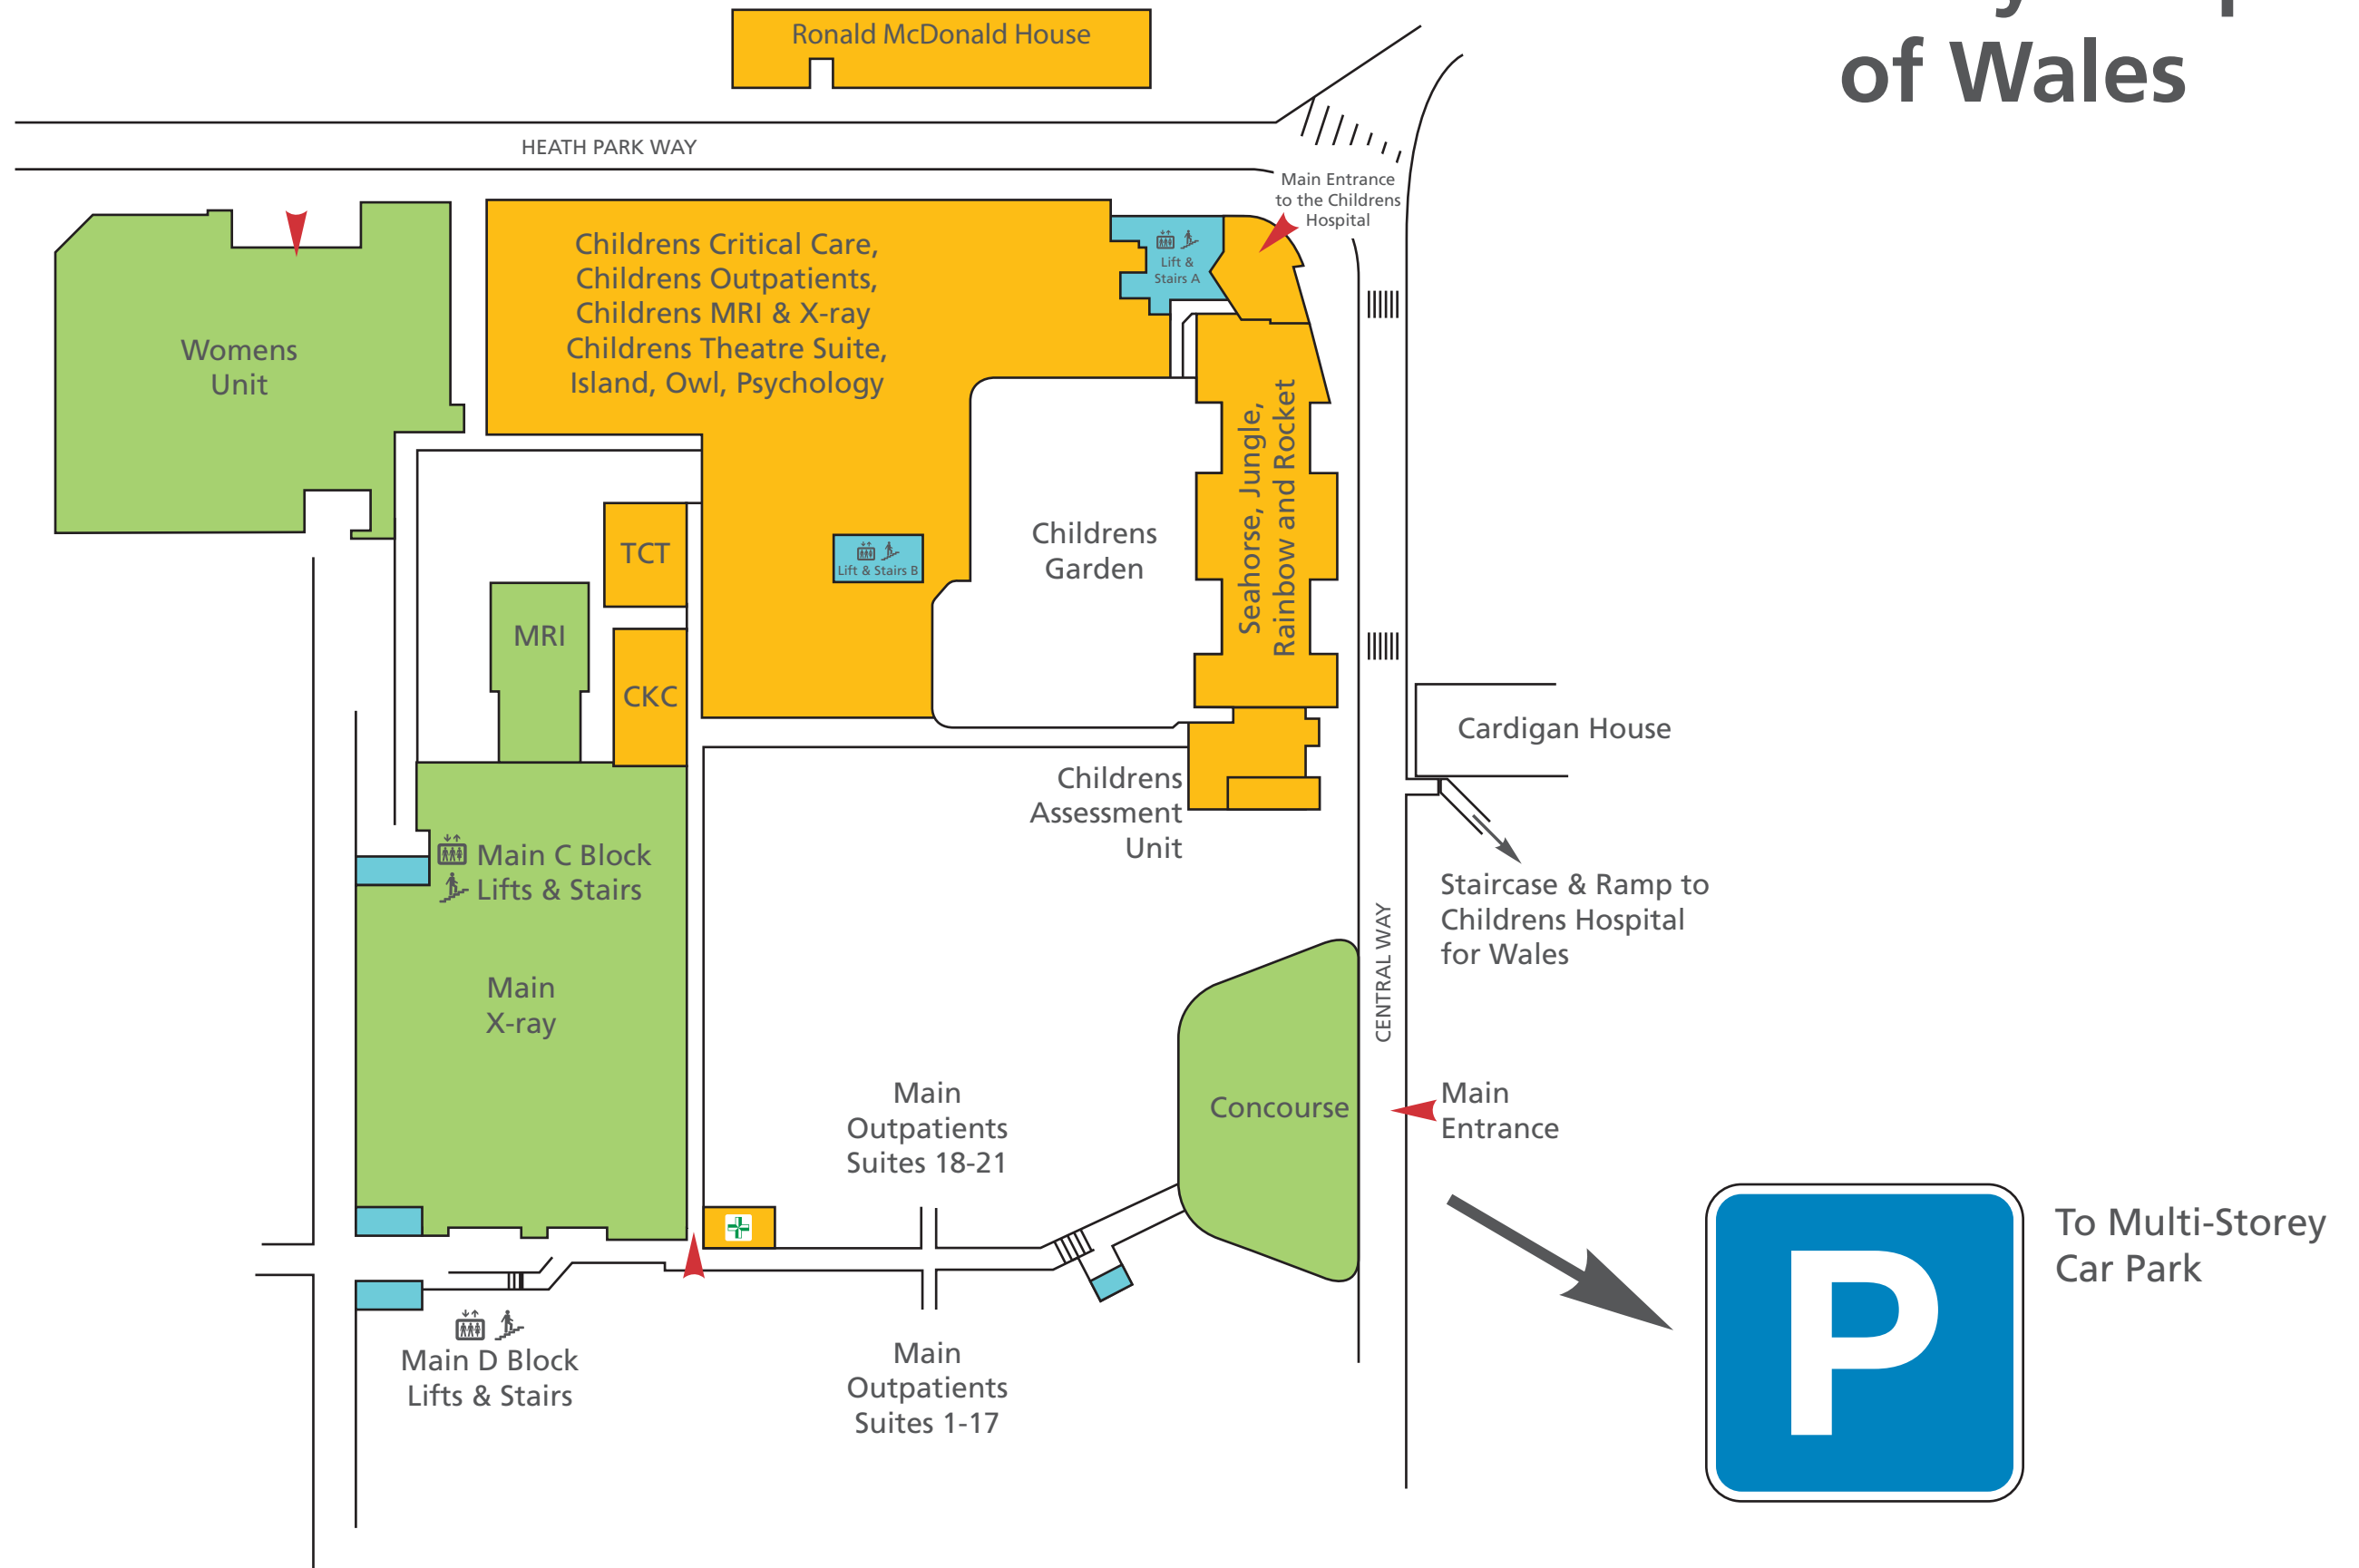 of Wales
Ronald McDonald House
HEATH PARK WAY
Main Entrance
to the Childrens
Hospital
Childrens Critical Care,
Childrens Outpatients,
Childrens MRI & X-ray
Childrens Theatre Suite,
Island, Owl, Psychology
Lift &
Stairs A
Womens
Unit
Seahorse, Jungle,
Rainbow and Rocket
Childrens
Garden
TCT
Lift & Stairs B
MRI
CKC
Cardigan House
Childrens
Assessment
Unit
Main C Block
Lifts & Stairs
Staircase & Ramp to
Childrens Hospital
for Wales
CENTRAL WAY
Main
X-ray
Main
Outpatients
Suites 18-21
Concourse
Main
Entrance
To Multi-Storey
Car Park
P
Main D Block
Lifts & Stairs
Main
Outpatients
Suites 1-17